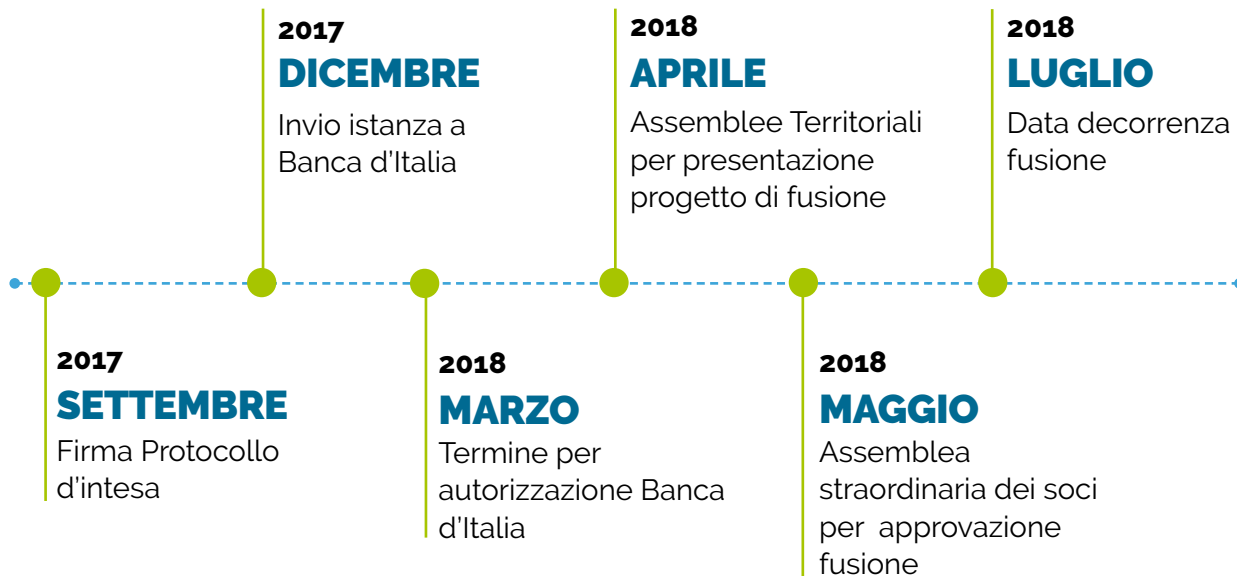 2017
DICEMBRE
Invio istanza a
Banca d'Italia
2018
APRILE
Assemblee Territoriali
per presentazione
progetto di fusione
2018
LUGLIO
Data decorrenza
fusione
2017
SETTEMBRE
Firma Protocollo
d'intesa
2018
MARZO
Termine per
autorizzazione Banca
d'Italia
2018
MAGGIO
Assemblea
straordinaria dei soci
per approvazione
fusione